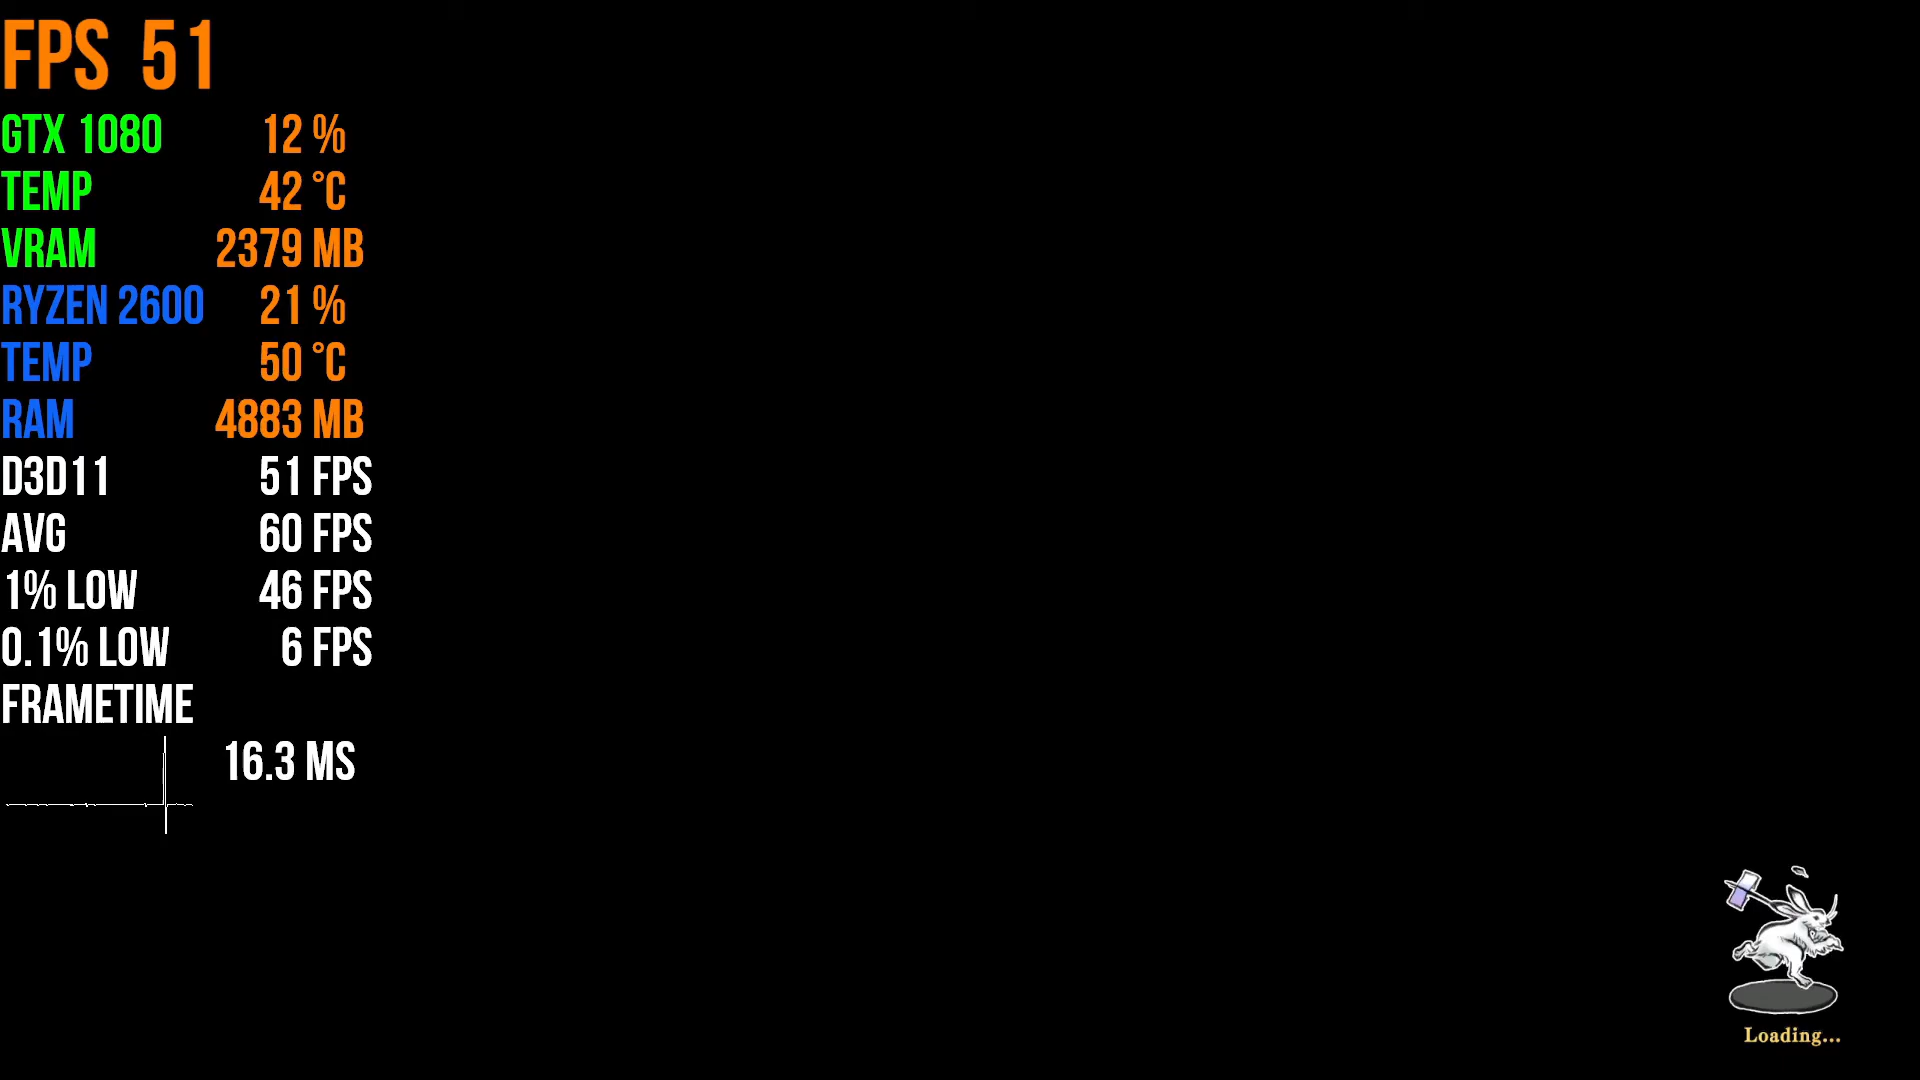 FPS 51
GTX 1080 12 %
TEMP 42 °C
VRAM 2379 MB
RYZEN 2600 21 %
TEMP 50 °C
RAM 4883 MB
D3D11 51 FPS
AVG 60 FPS
1% LOW 46 FPS
0.1% LOW 6 FPS
FRAMETIME
16.3 MS
Loading...